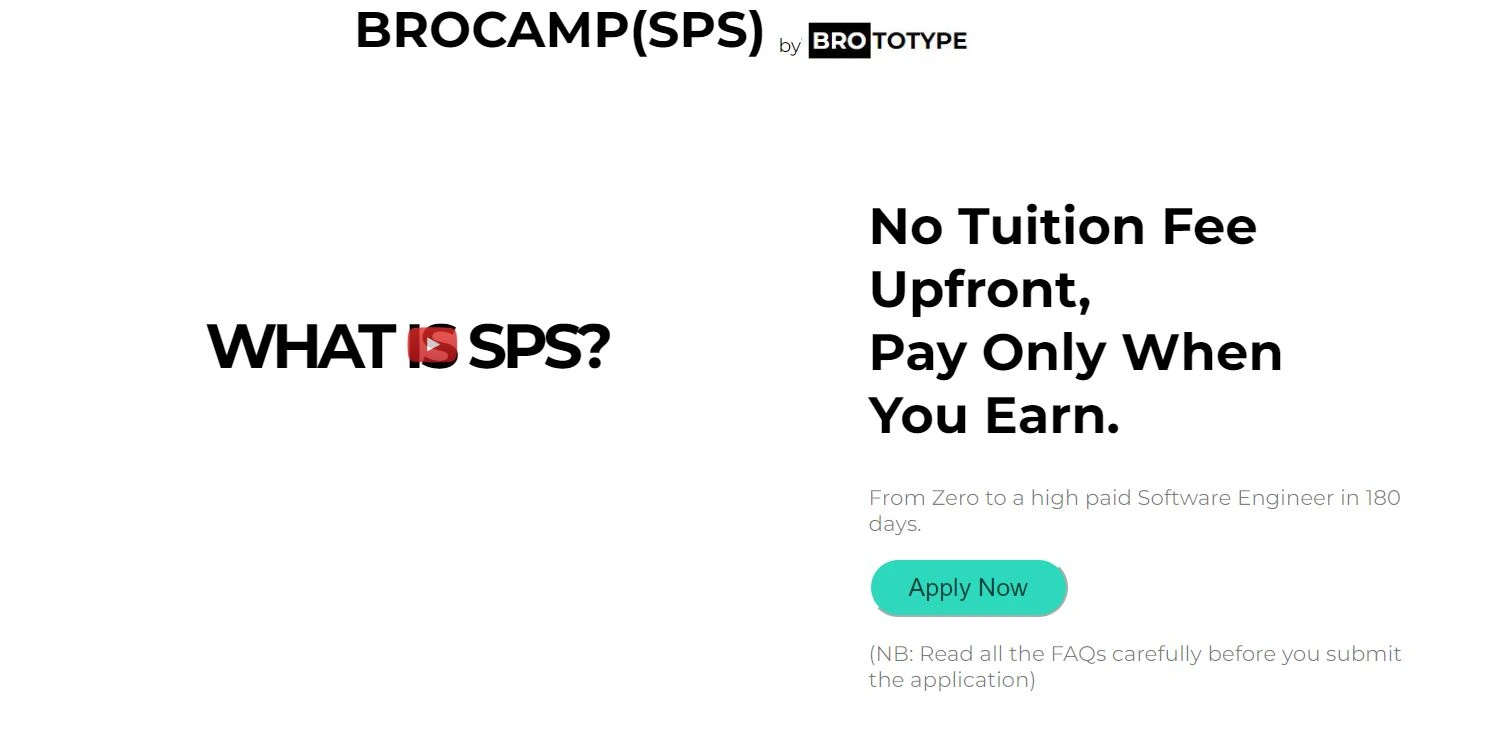 BROCAMP(SPS) by BROTOTYPE
WHAT IS SPS?
No Tuition Fee
Upfront,
Pay Only When
You Earn.
From Zero to a high paid Software Engineer in 180
days.
Apply Now
(NB: Read all the FAQs carefully before you submit
the application)